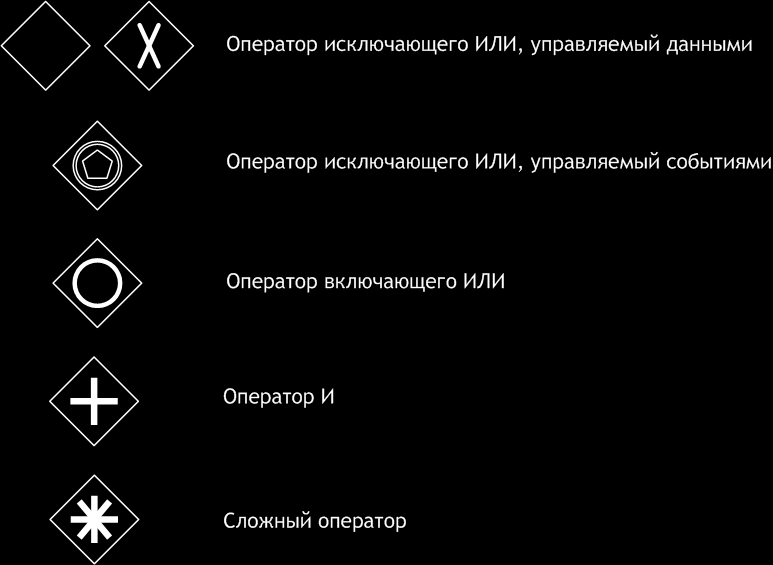 Оператор исключающего ИЛИ, управляемый данными
Оператор исключающего ИЛИ, управляемый событиями
Оператор включающего ИЛИ
Оператор И
Сложный оператор